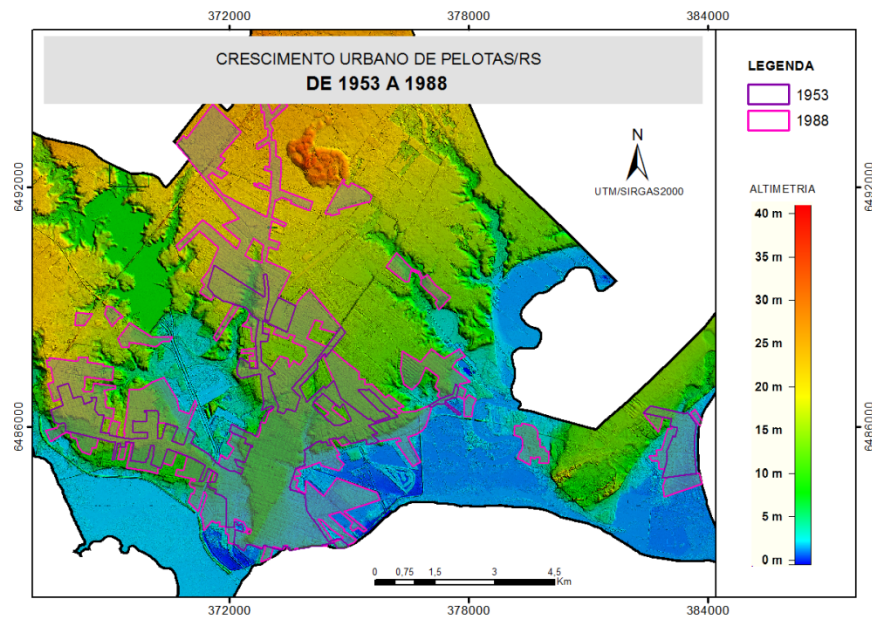 372000
378000
384000
CRESCIMENTO URBANO DE PELOTAS/RS
DE 1953 A 1988
LEGENDA
1953
1988
N
UTM/SIRGAS2000
6492000
6492000
ALTIMETRIA
40 m
35 m
30 m
25 m
20 m
15 m
10 m
5 m
0 m
6486000
6486000
0 0,75 1,5 3 4,5
Km
372000
378000
384000